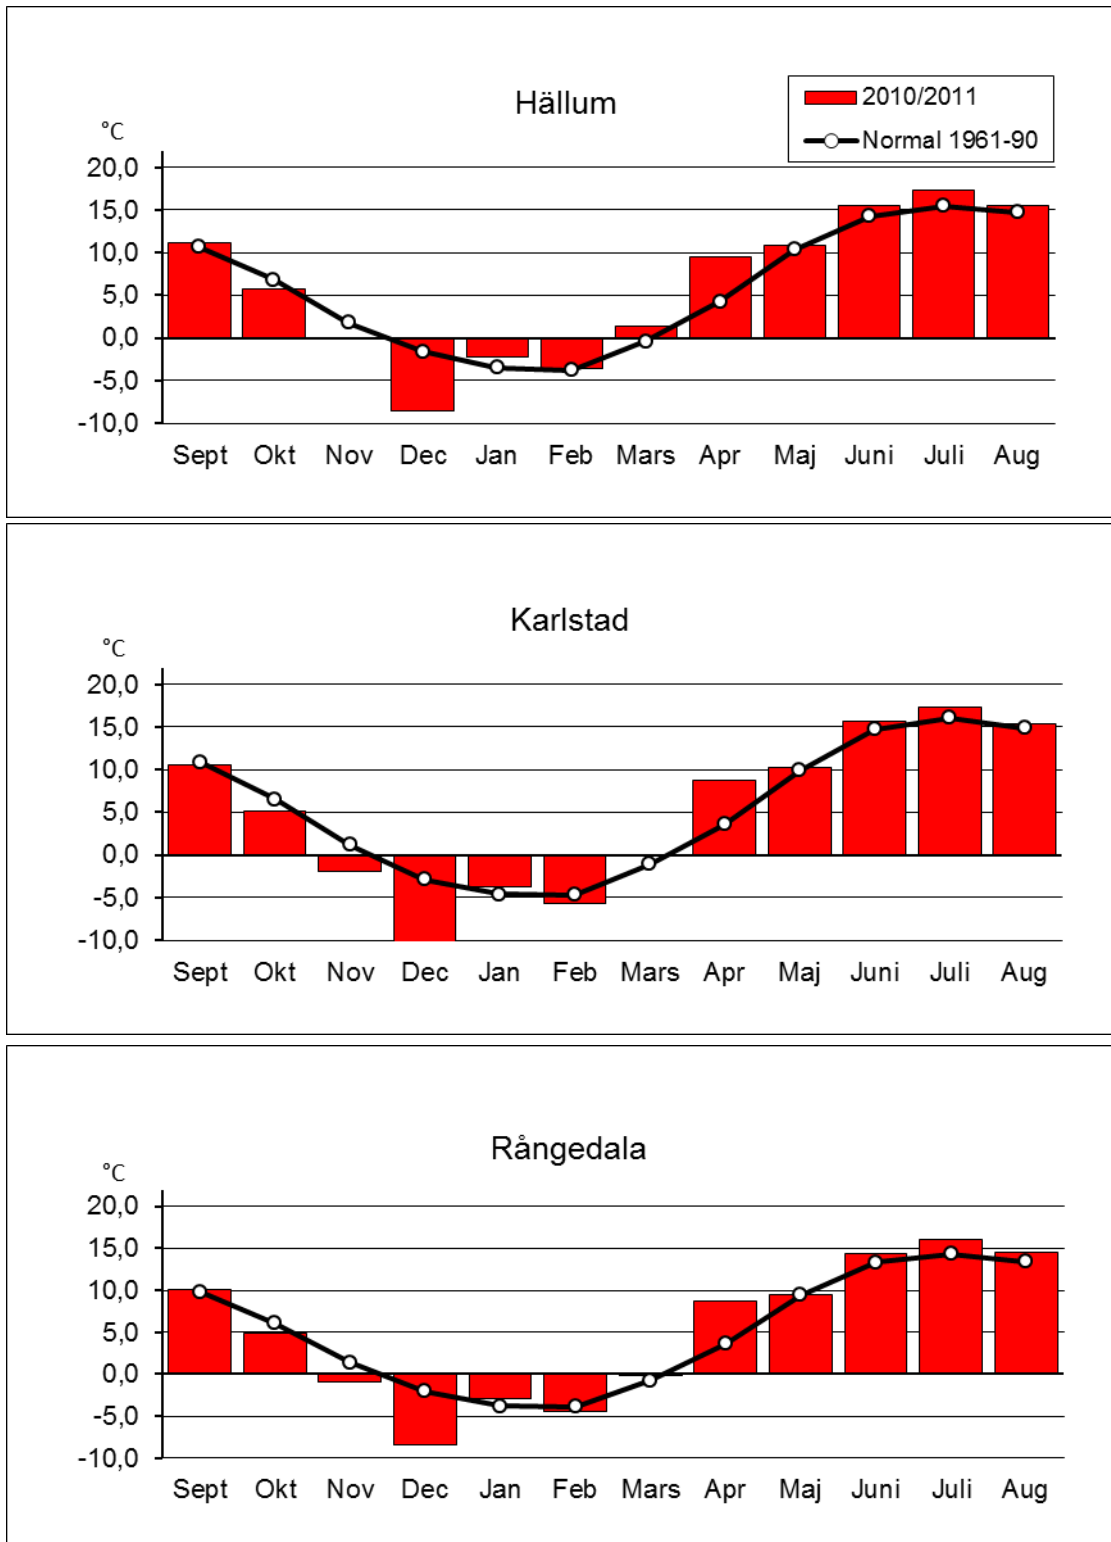 Hällum
2010/2011
Normal 1961-90
°C
20,0
15,0
10,0
5,0
0,0
-5,0
-10,0
Sept Okt Nov Dec Jan Feb Mars Apr Maj Juni Juli Aug
Karlstad
°C
20,0
15,0
10,0
5,0
0,0
-5,0
-10,0
Sept Okt Nov Dec Jan Feb Mars Apr Maj Juni Juli Aug
Rångedala
°C
20,0
15,0
10,0
5,0
0,0
-5,0
-10,0
Sept Okt Nov Dec Jan Feb Mars Apr Maj Juni Juli Aug